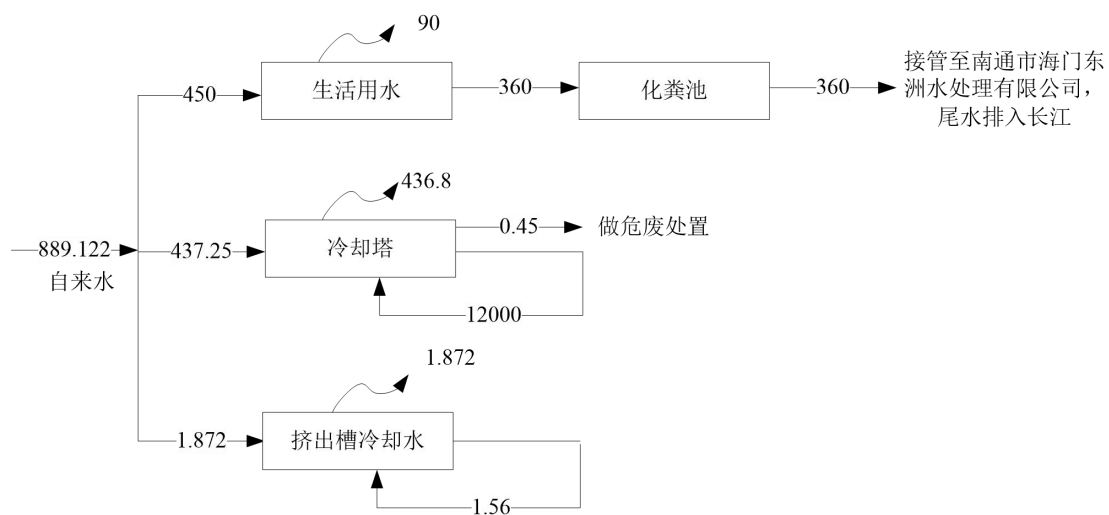 90
450
生活用水
360
化粪池
360
接管至南通市海门东
洲水处理有限公司，
尾水排入长江
436.8
889.122
自来水
437.25
冷却塔
0.45
做危废处置
12000
1.872
1.872
挤出槽冷却水
1.56